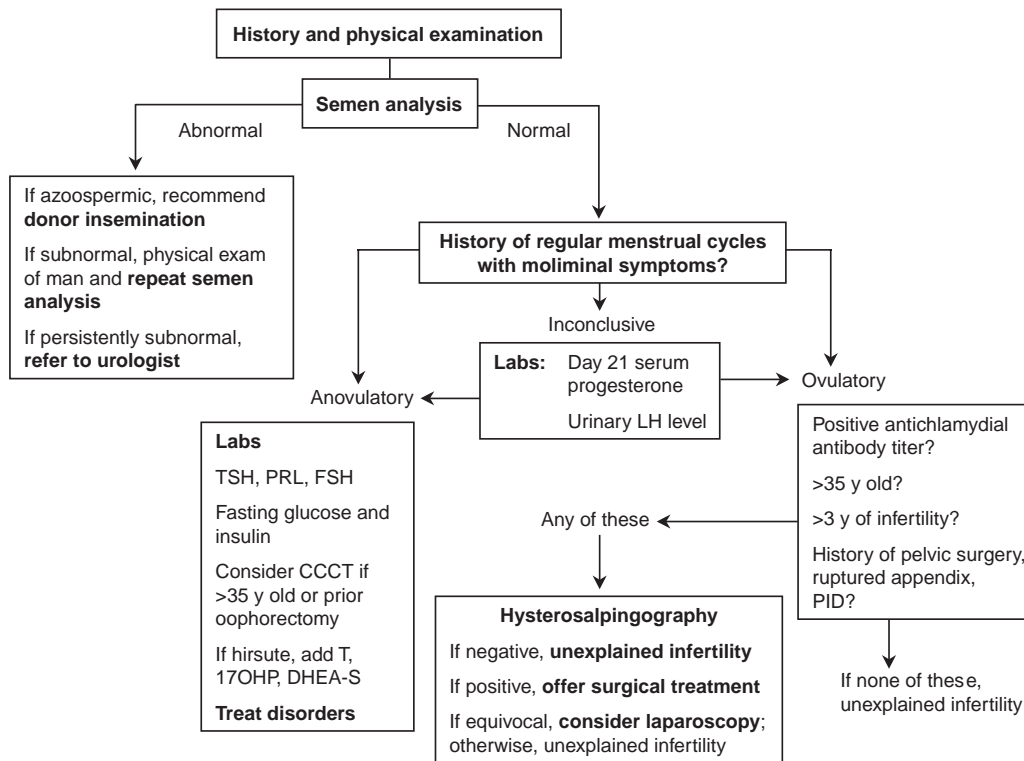 History and physical examination
Semen analysis
Abnormal
Normal
If azoospermic, recommend
donor insemination
If subnormal, physical exam
of man and repeat semen
analysis
If persistently subnormal,
refer to urologist
History of regular menstrual cycles
with moliminal symptoms?
Inconclusive
Labs: Day 21 serum
progesterone
Urinary LH level
Anovulatory
Ovulatory
Labs
TSH, PRL, FSH
Fasting glucose and
insulin
Consider CCCT if
>35 y old or prior
oophorectomy
If hirsute, add T,
17OHP, DHEA-S
Treat disorders
Positive antichlamydial
antibody titer?
>35 y old?
>3 y of infertility?
History of pelvic surgery,
ruptured appendix,
PID?
Any of these
Hysterosalpingography
If negative, unexplained infertility
If positive, offer surgical treatment
If equivocal, consider laparoscopy;
otherwise, unexplained infertility
If none of these,
unexplained infertility